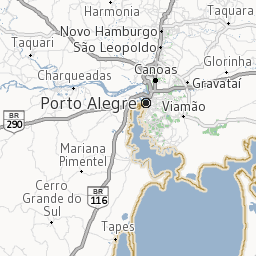 Harmonia
Taquara
Novo Hamburgo
Taquari
São Leopoldo
Glorinha
Canoas
Charqueadas
Gravataí
Porto Alegre
Viamão
BR
290
Mariana
Pimentel
Cerro
Grande do
Sul
BR
116
Tapes